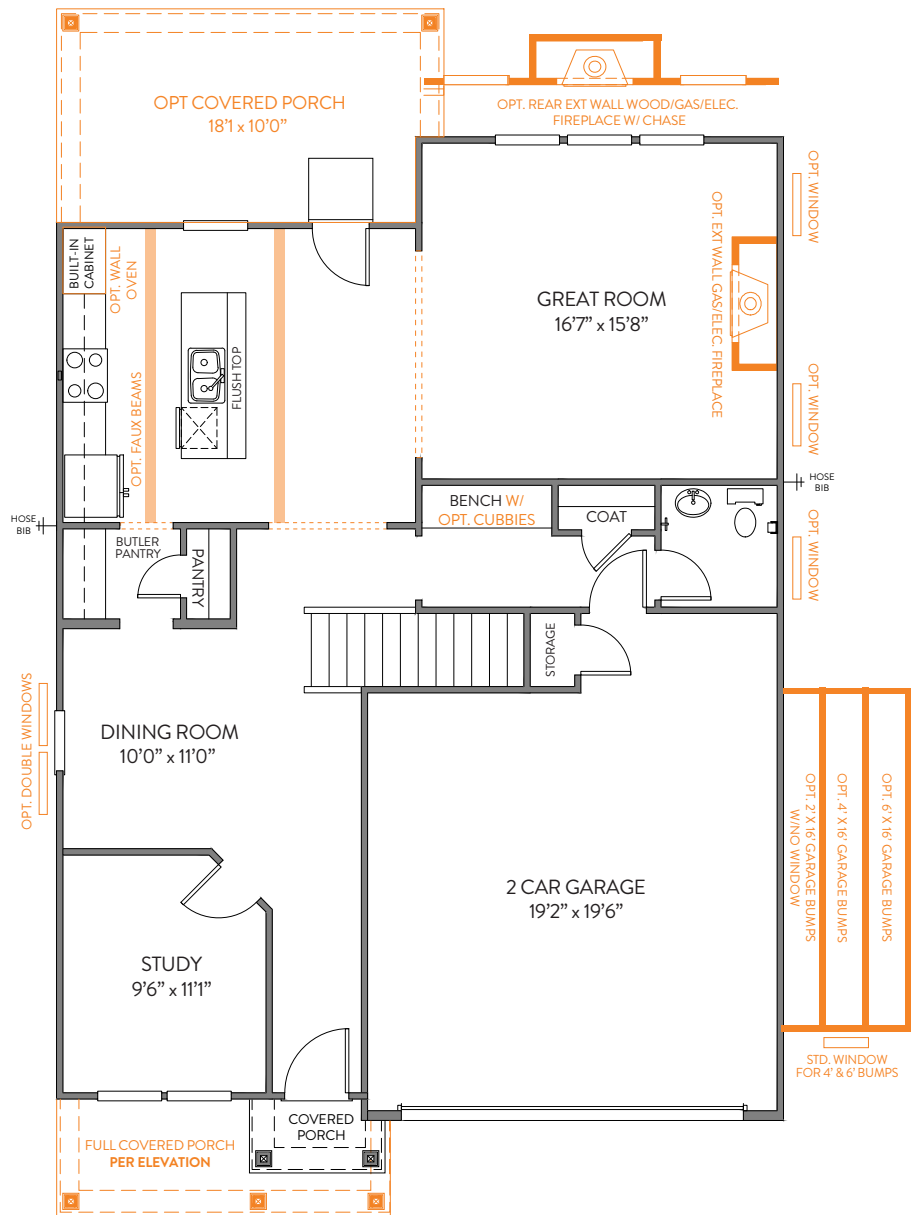 OPT COVERED PORCH
18'1 x 10'0”
OPT. REAR EXT WALL WOOD/GAS/ELEC.
FIREPLACE W/ CHASE
OPT. WINDOW
BUILT-IN
CABINET
OPT. WALL
OVEN
OPT. FAUX BEAMS
FLUSH TOP
GREAT ROOM
16'7” x 15'8”
OPT. EXT WALL GAS/ELEC. FIREPLACE
OPT. WINDOW
HOSE
BIB
HOSE
BIB
BUTLER
PANTRY
PANTRY
BENCH W/
OPT. CUBBIES
COAT
OPT. WINDOW
STORAGE
OPT. DOUBLE WINDOWS
DINING ROOM
10'0” x 11'0”
2 CAR GARAGE
19'2” x 19'6”
OPT. 2' X 16' GARAGE BUMPS
W/NO WINDOW
OPT. 4' X 16' GARAGE BUMPS
OPT. 6' X 16' GARAGE BUMPS
STUDY
9'6” x 11'1”
STD. WINDOW
FOR 4' & 6' BUMPS
COVERED
PORCH
FULL COVERED PORCH
PER ELEVATION